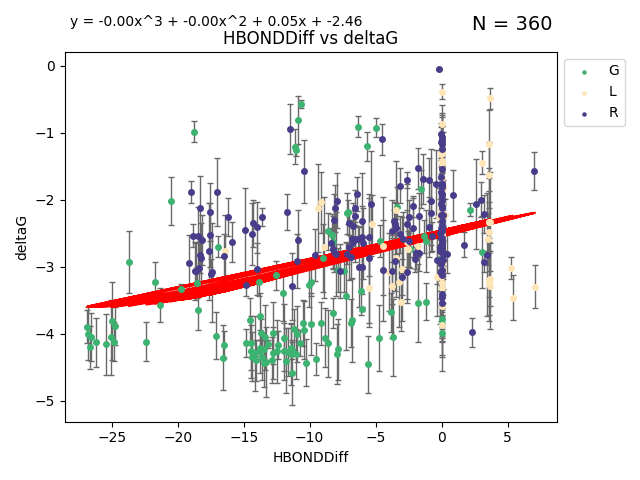 y = -0.00x^3 + -0.00x^2 + 0.05x + -2.46
N = 360
HBONDDiff vs deltaG
G
L
R
0
−1
−2
−3
−4
−5
deltaG
−25
−20
−15
−10
−5
0
5
HBONDDiff